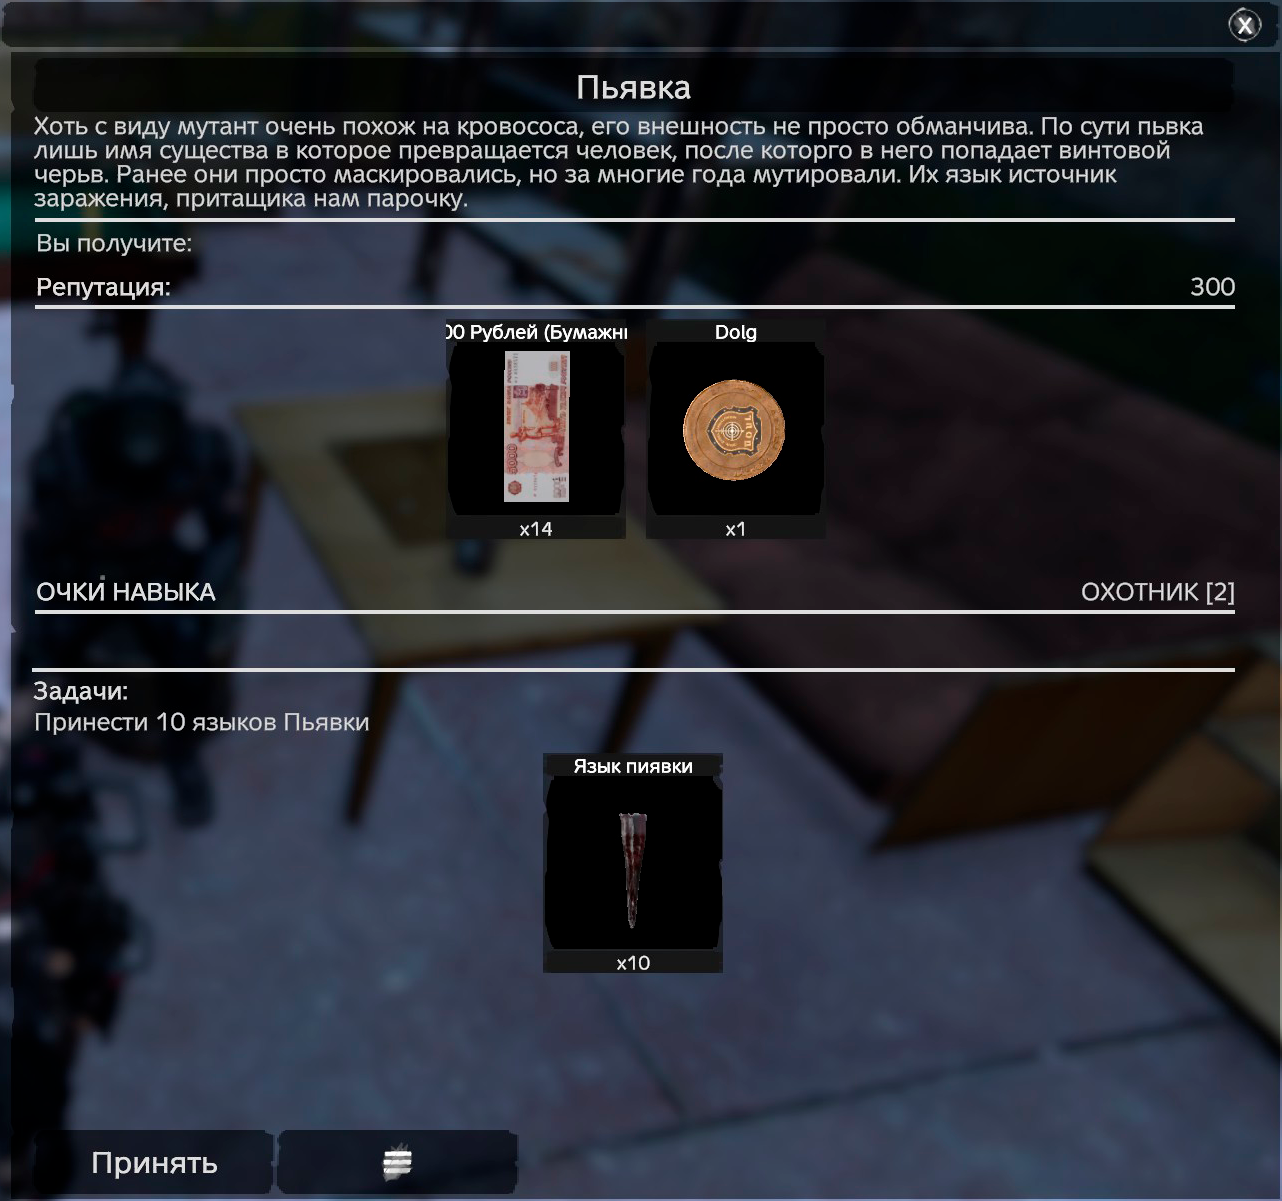 X
Пьявка
Хоть с виду мутант очень похож на кровососа, его внешность не просто обманчива. По сути пьвка
лишь имя существа в которое превращается человек, после которго в него попадает винтовой
черьв. Ранее они просто маскировались, но за многие года мутировали. Их язык источник
заражения, притащика нам парочку.
Вы получите:
Репутация: 300
00 Рублей (Бумажн Dolg
5000
x14 x1
ОЧКИ НАВЫКА ОХОТНИК [2]
Задачи:
Принести 10 языков Пьявки
Язык пиявки
x10
Принять